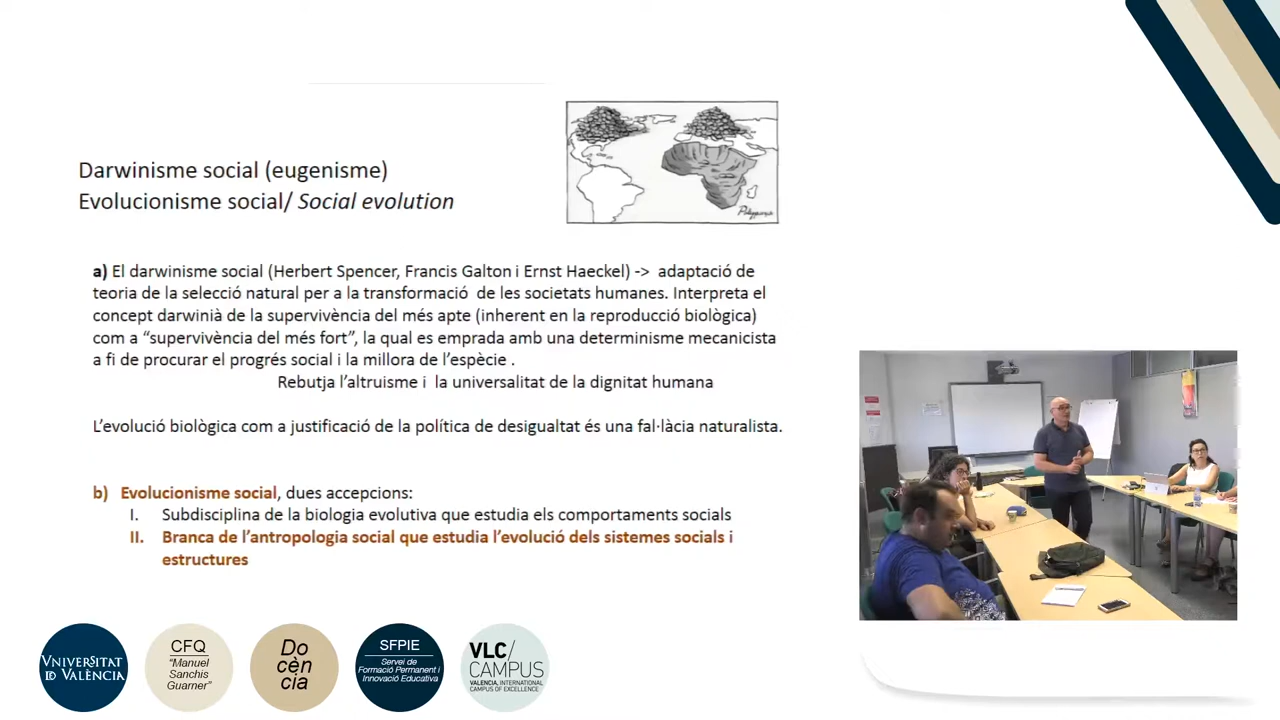 Darwinisme social (eugenisme)
Evolucionisme social/ Social evolution
a) El darwinisme social (Herbert Spencer, Francis Galton i Ernst Haeckel) -> adaptació de
teoria de la selecció natural per a la transformació de les societats humanes. Interpreta el
concept darwinià de la supervivència del més apte (inherent en la reproducció biològica)
com a “supervivència del més fort”, la qual es emprada amb una determinisme mecanicista
a fi de procurar el progrés social i la millora de l’espècie .
Rebutja l’altruisme i la universalitat de la dignitat humana
L’evolució biològica com a justificació de la política de desigualtat és una fal·làcia naturalista.
b) Evolucionisme social, dues accepcions:
I. Subdisciplina de la biologia evolutiva que estudia els comportaments socials
II. Branca de l’antropologia social que estudia l’evolució dels sistemes socials i
estructures
VNIVERSITAT
ID VALÈNCIA
CFQ
“Manuel
Sanchis
Guarner”
Do
cèn
cia
SFPIE
Servei de
Formació Permanent i
Innovació Educativa
VLC/
CAMPUS
VALENCIA, INTERNATIONAL
CAMPUS OF EXCELLENCE